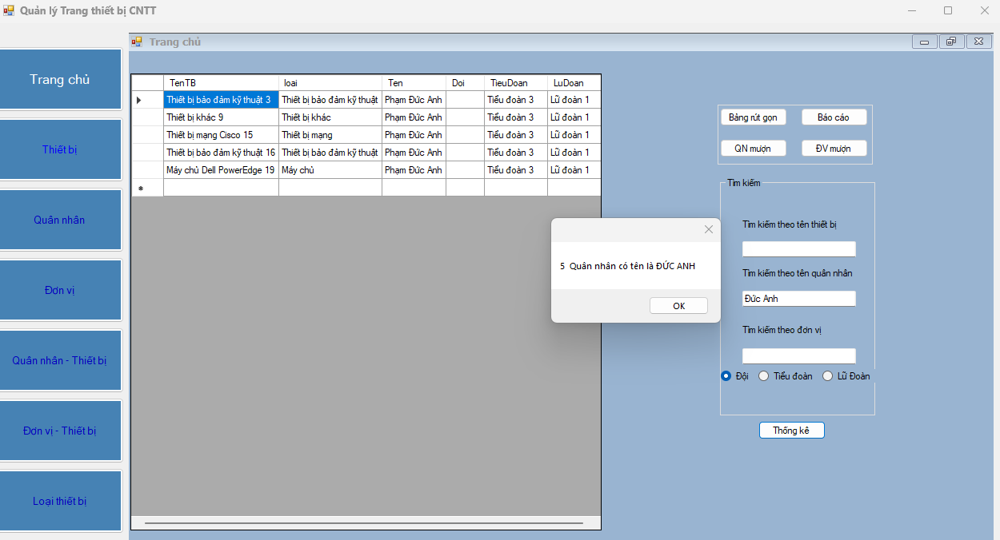 Quản lý Trang thiết bị CNTT
Trang chủ
Trang chủ
Thiết bị
Quân nhân
Đơn vị
Quân nhân - Thiết bị
Đơn vị - Thiết bị
Loại thiết bị
TenTB loai Ten Doi TieuDoan LuDoan
Thiết bị bảo đảm kỹ thuật 3 Thiết bị bảo đảm kỹ thuật Phạm Đức Anh Tiểu đoàn 3 Lữ đoàn 1
Thiết bị khác 9 Thiết bị khác Phạm Đức Anh Tiểu đoàn 3 Lữ đoàn 1
Thiết bị mạng Cisco 15 Thiết bị mạng Phạm Đức Anh Tiểu đoàn 3 Lữ đoàn 1
Thiết bị bảo đảm kỹ thuật 16 Thiết bị bảo đảm kỹ thuật Phạm Đức Anh Tiểu đoàn 3 Lữ đoàn 1
Máy chủ Dell PowerEdge 19 Máy chủ Phạm Đức Anh Tiểu đoàn 3 Lữ đoàn 1
5 Quân nhân có tên là ĐỨC ANH
OK
Bảng rút gọn Báo cáo
QN mượn ĐV mượn
Tìm kiếm
Tìm kiếm theo tên thiết bị
Tìm kiếm theo tên quân nhân
Đức Anh
Tìm kiếm theo đơn vị
Đội Tiểu đoàn Lữ Đoàn
Thống kê